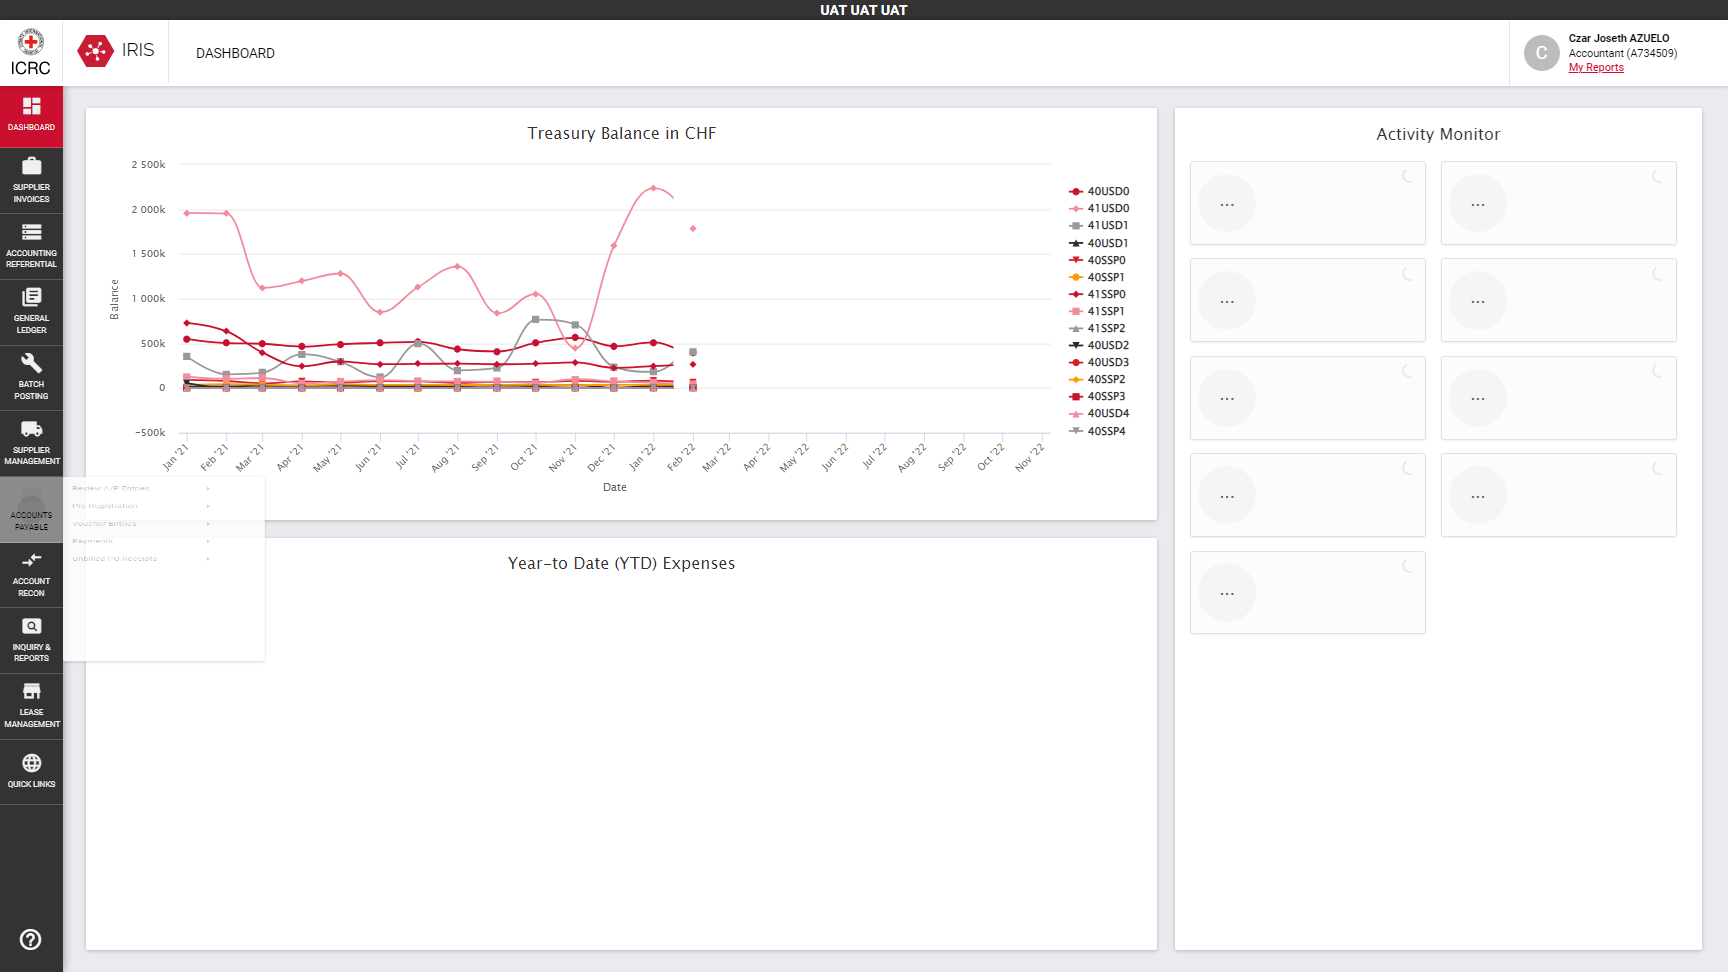 UAT UAT UAT
ICRC
IRIS
DASHBOARD
Czar Joseth AZUELO
Accountant (A734509)
My Reports
C
DASHBOARD
SUPPLIER
INVOICES
ACCOUNTING
REFERENTIAL
GENERAL
LEDGER
BATCH
POSTING
SUPPLIER
MANAGEMENT
ACCOUNTS
PAYABLE
ACCOUNT
RECON
INQUIRY &
REPORTS
LEASE
MANAGEMENT
QUICK LINKS
Review A/P Entries
Pre Registration
Voucher Entries
Payments
Unbilled PO Receipts
Treasury Balance in CHF
Balance
2 500k
2 000k
1 500k
1 000k
500k
0
-500k
Jan '21
Feb '21
Mar '21
Apr '21
May '21
Jun '21
Jul '21
Aug '21
Sep '21
Oct '21
Nov '21
Dec '21
Jan '22
Feb '22
Mar '22
Apr '22
May '22
Jun '22
Jul '22
Aug '22
Sep '22
Oct '22
Nov '22
Date
40USD0
41USD0
41USD1
40USD1
40SSP0
40SSP1
41SSP0
41SSP1
41SSP2
40USD2
40USD3
40SSP2
40SSP3
40USD4
40SSP4
Year-to Date (YTD) Expenses
Activity Monitor
...
...
...
...
...
...
...
...
...